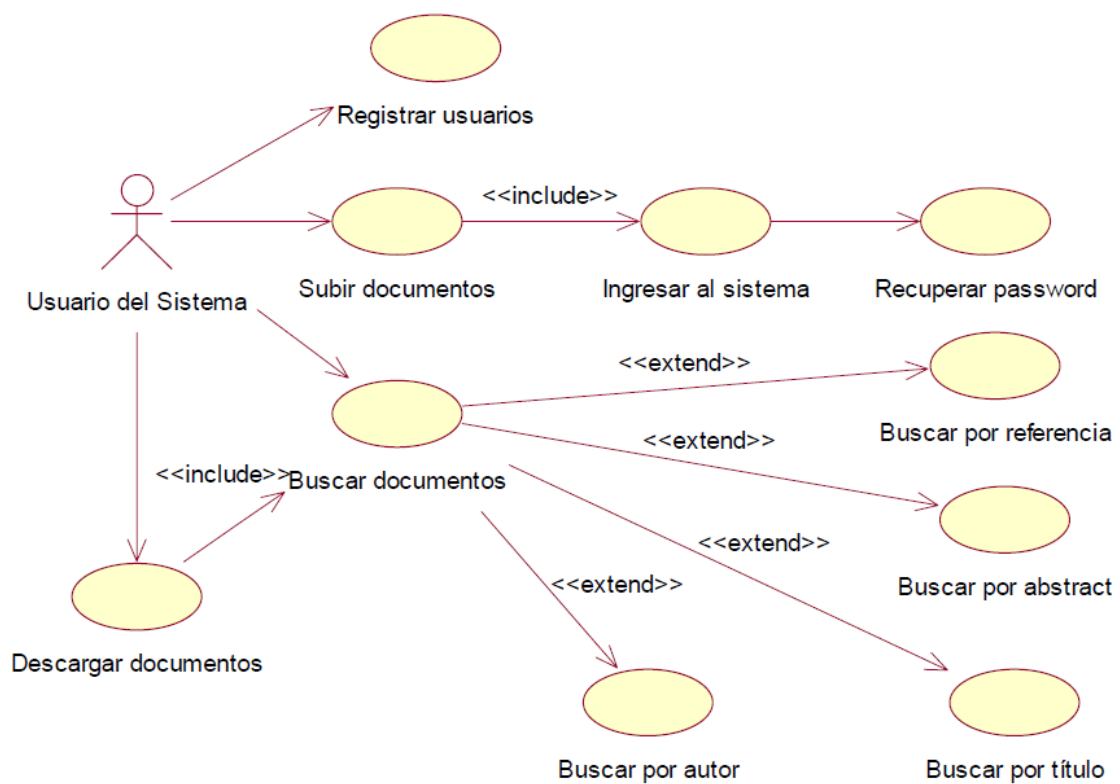 Registrar usuarios
<<include>>
Usuario del Sistema
Subir documentos
Ingresar al sistema
Recuperar password
<<extend>>
Buscar por referencia
<<extend>>
<<include>>
Buscar documentos
<<extend>>
Buscar por abstract
<<extend>>
Descargar documentos
Buscar por autor
Buscar por título